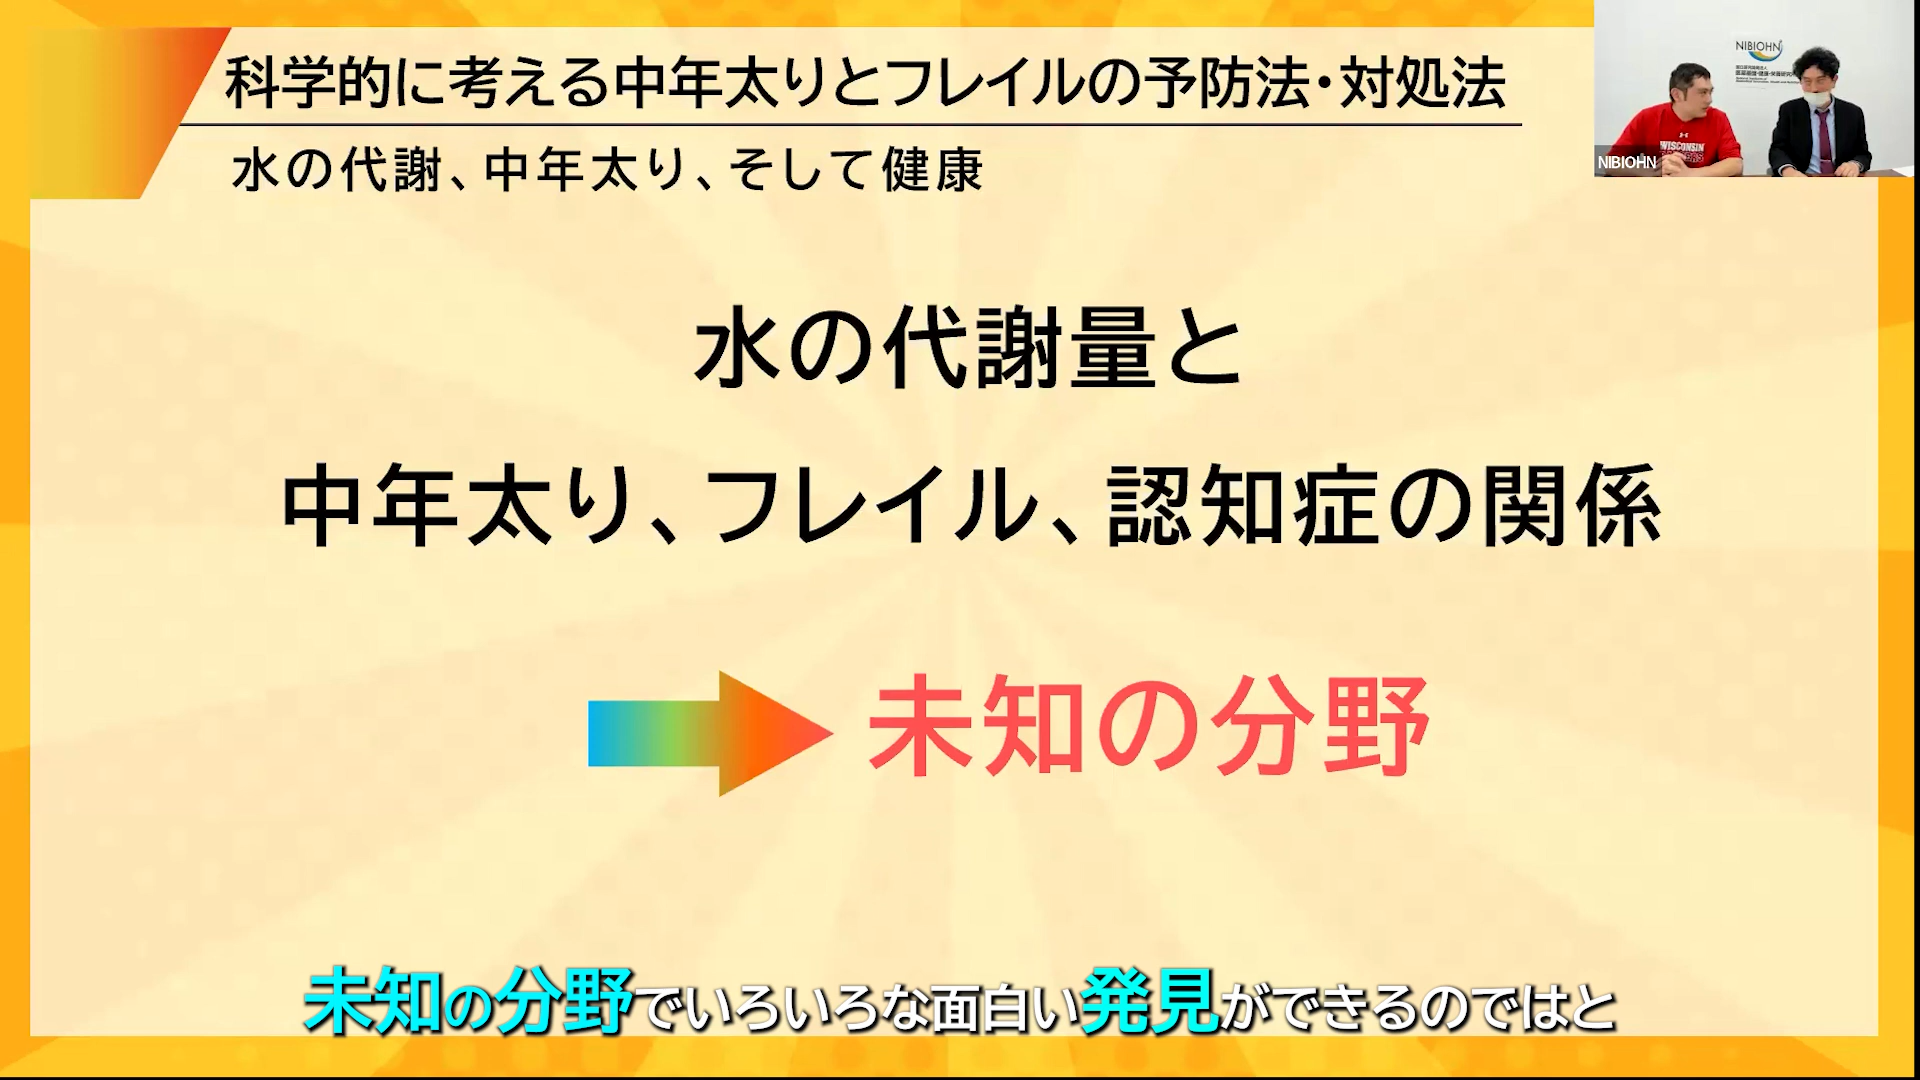 科学的に考える中年太りとフレイルの予防法・対処法
水の代謝、中年太り、そして健康
NIBIOHN
WISCONSIN
NIBIOHN
水の代謝量と
中年太り、フレイル、認知症の関係
未知の分野
未知の分野でいろいろな面白い発見ができるのではと